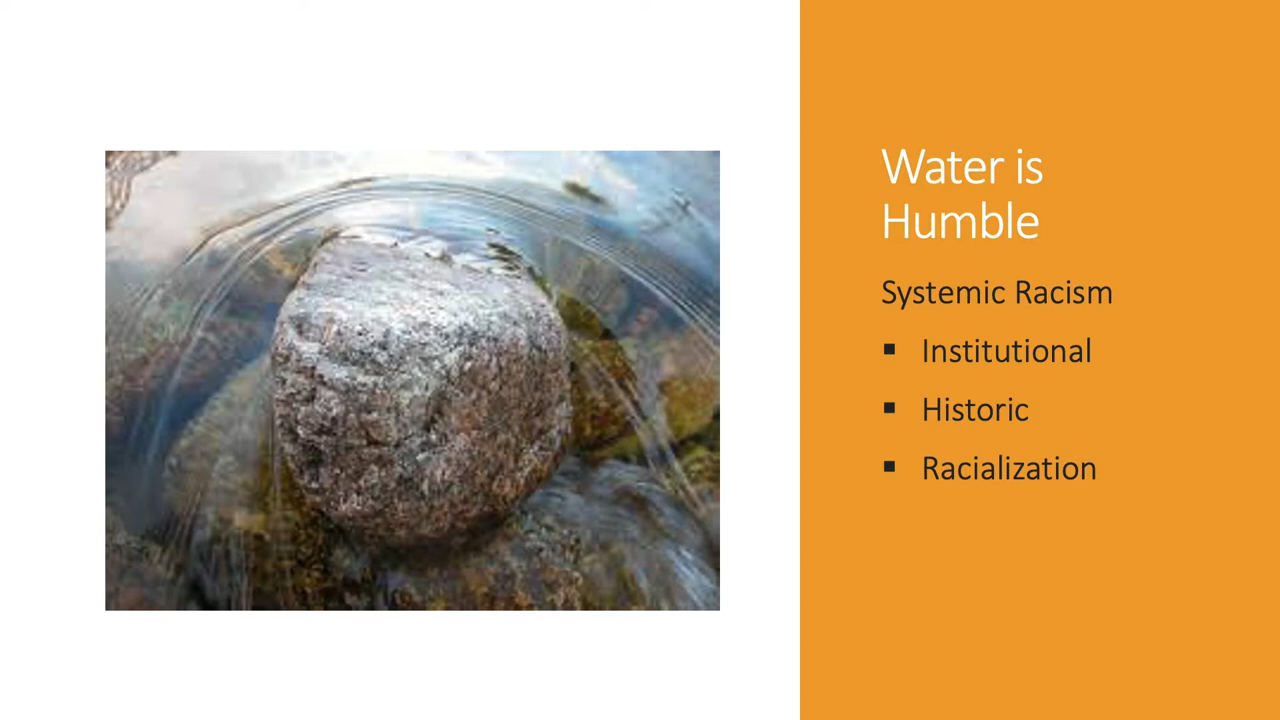 Water is
Humble
Systemic Racism
▪ Institutional
▪ Historic
▪ Racialization